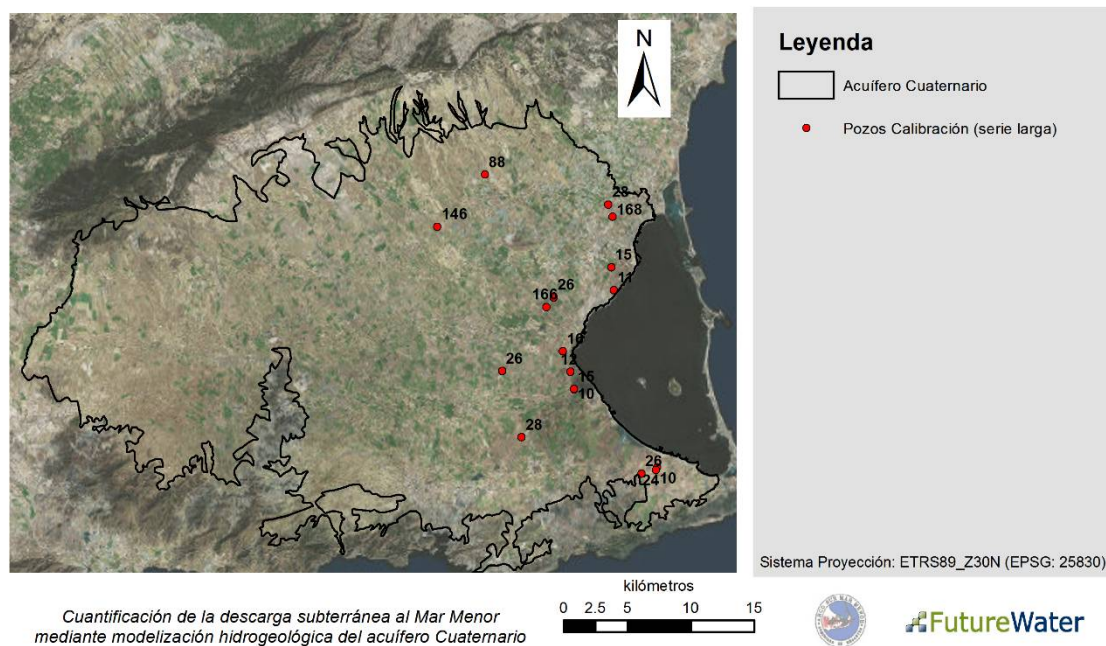 N
88
146
28
168
15
11
26
166
16
12
26
15
10
28
26
24
10
Leyenda
Acuífero Cuaternario
Pozos Calibración (serie larga)
Sistema Proyección: ETRS89_Z30N (EPSG: 25830)
Cuantificación de la descarga subterránea al Mar Menor
mediante modelización hidrogeológica del acuífero Cuaternario
kilómetros
0 2.5 5 10 15
FutureWater